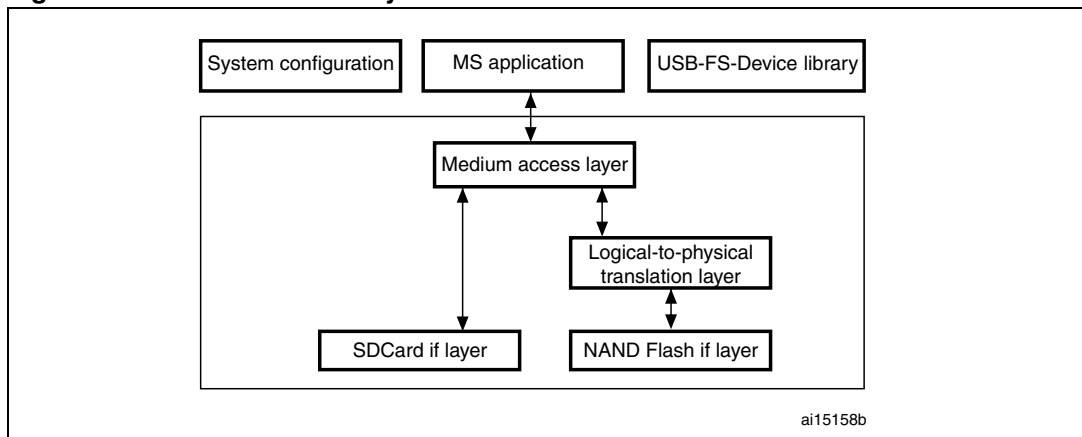 System configuration
MS application
USB-FS-Device library
Medium access layer
Logical-to-physical
translation layer
SDCard if layer
NAND Flash if layer
ai15158b